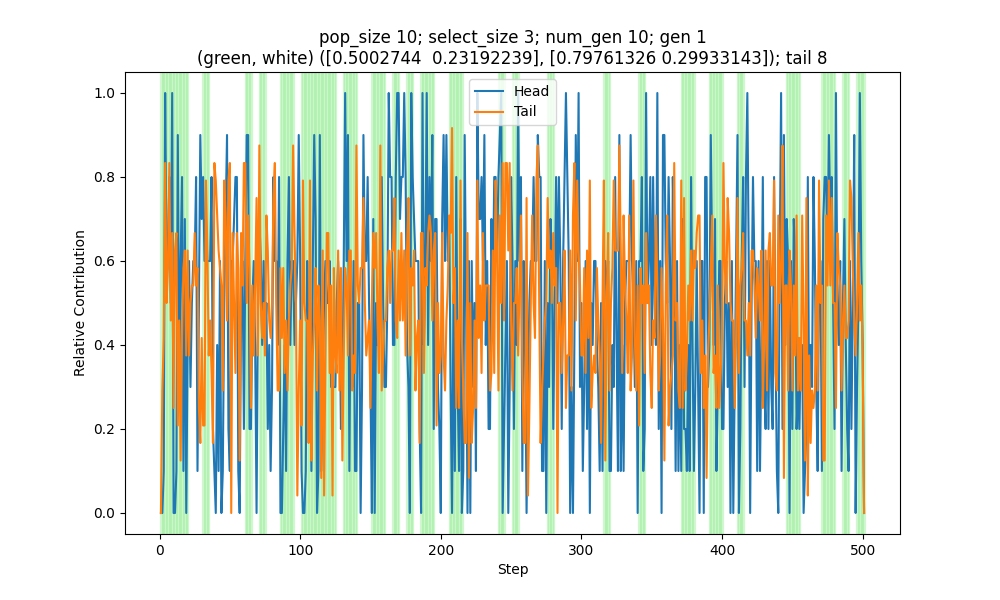 pop_size 10; select_size 3; num_gen 10; gen 1
(green, white) ([0.5002744  0.23192239], [0.79761326 0.29933143]); tail 8
Head
Tail
1.0
0.8
0.6
0.4
0.2
0.0
Relative Contribution
0
100
200
300
400
500
Step